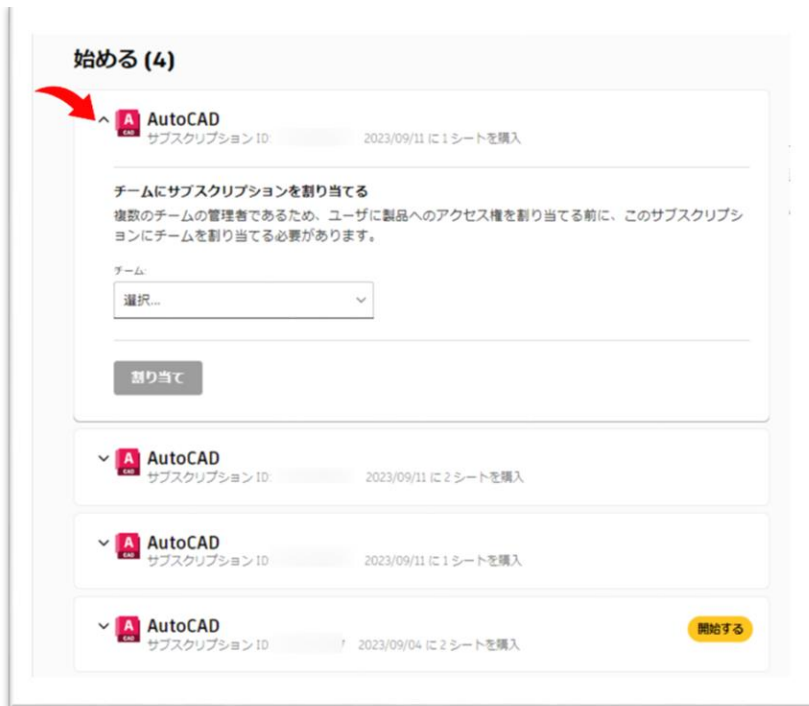 始める (4)
A
CAD
AutoCAD
サブスクリプション ID: 2023/09/11 に 1 シートを購入
チームにサブスクリプションを割り当てる
複数のチームの管理者であるため、ユーザに製品へのアクセス権を割り当てる前に、このサブスクリプシ
ョンにチームを割り当てる必要があります。
チーム:
選択...
割り当て
A
CAD
AutoCAD
サブスクリプション ID: 2023/09/11 に 2 シートを購入
A
CAD
AutoCAD
サブスクリプション ID 2023/09/11 に 1 シートを購入
A
CAD
AutoCAD
サブスクリプション ID 2023/09/04 に 2 シートを購入
開始する